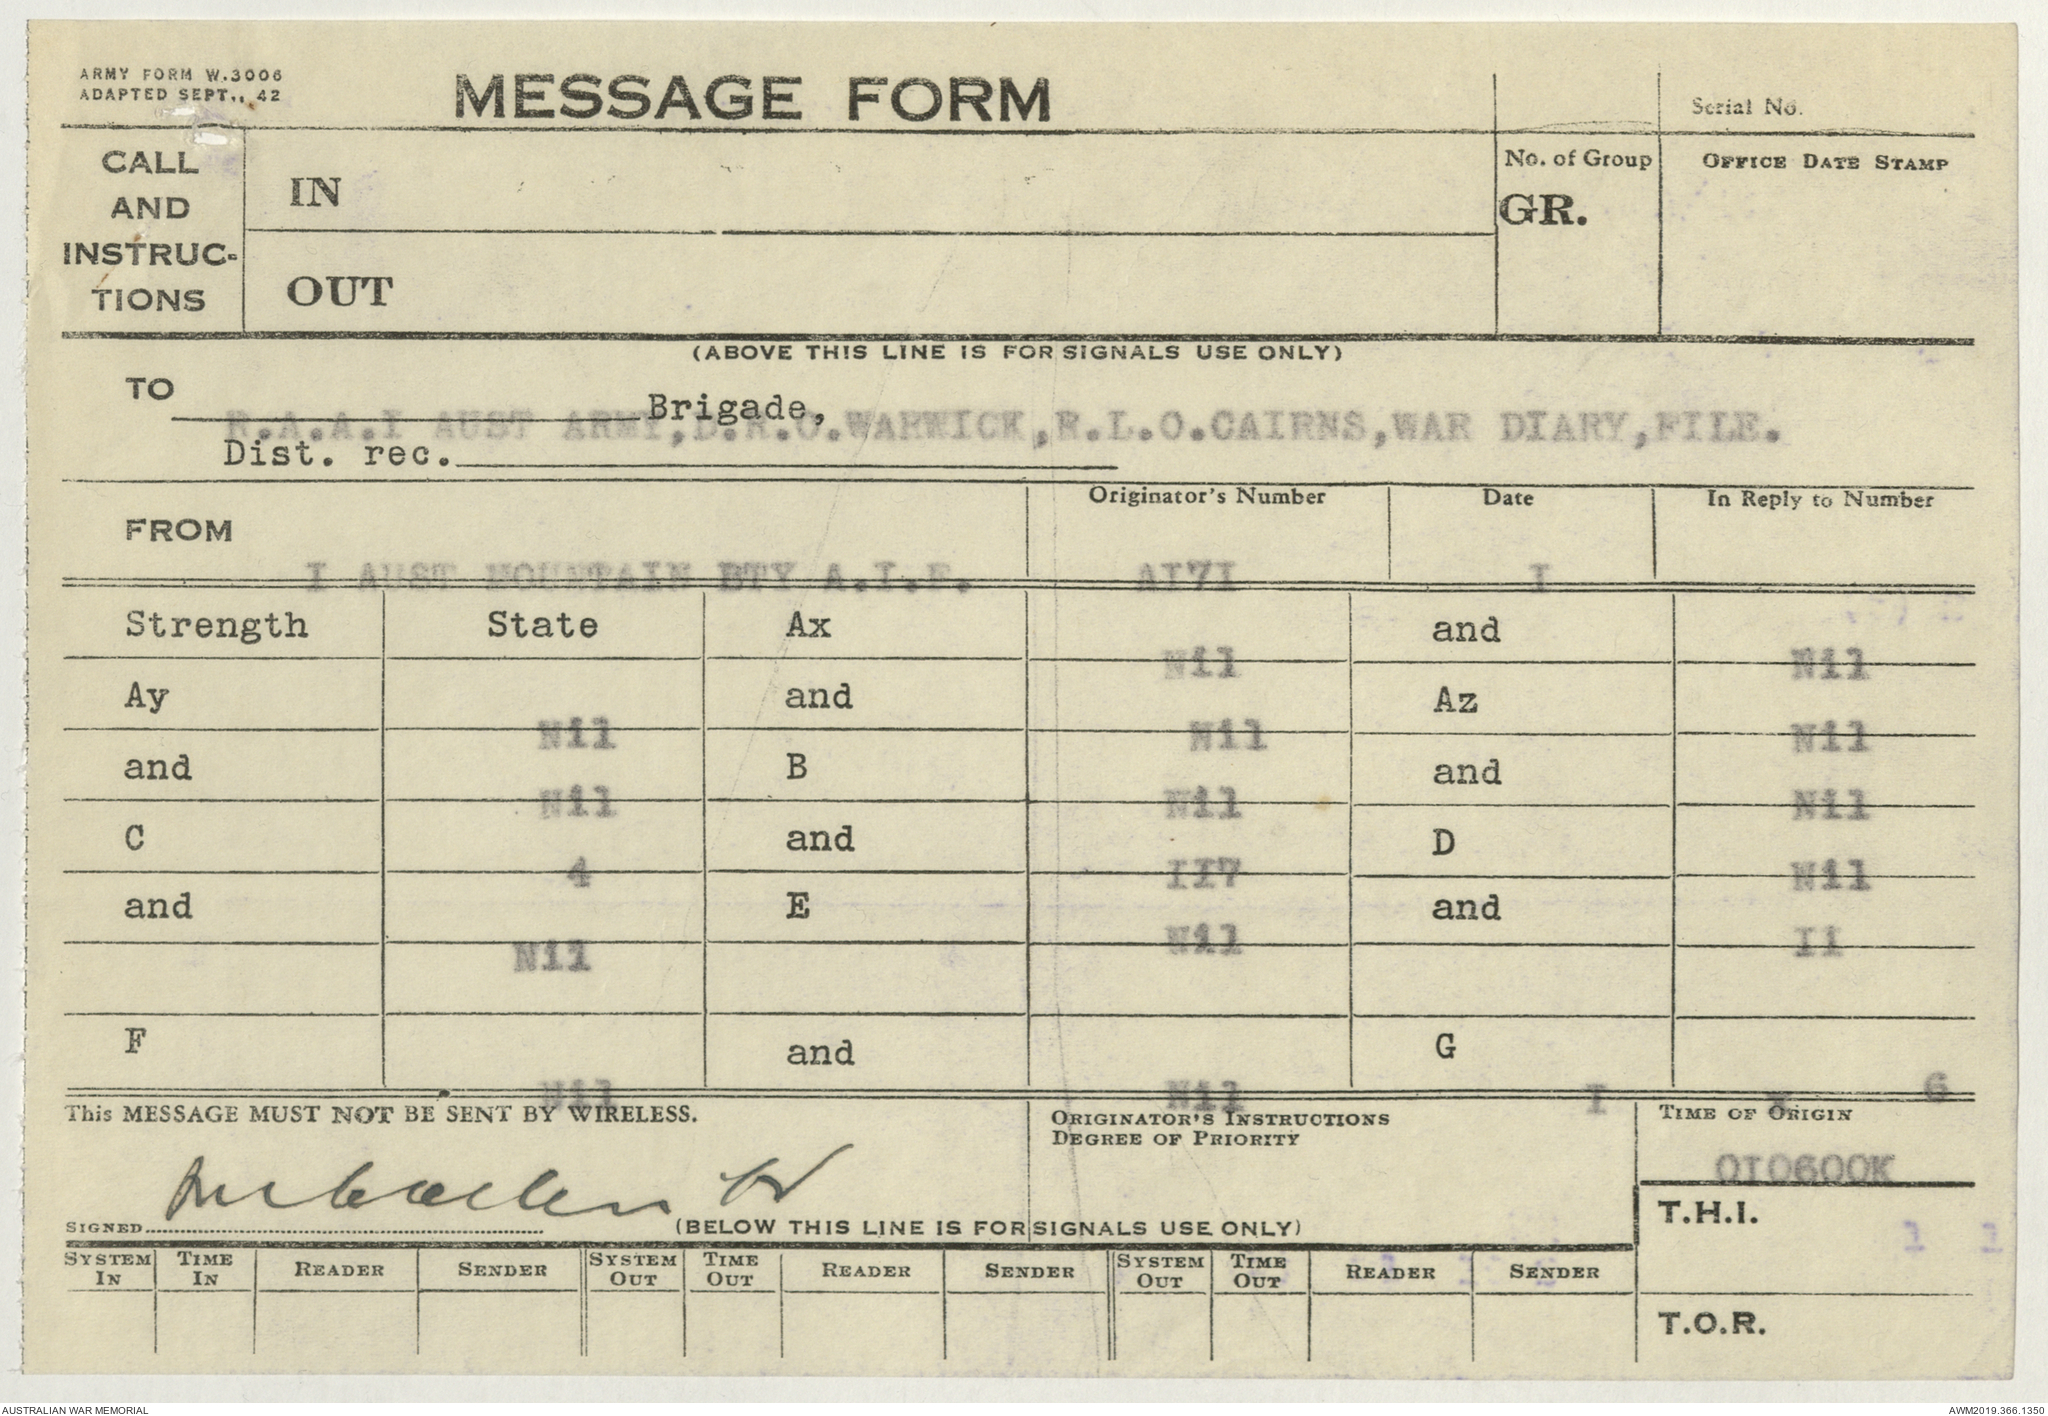 ARMY FORM W.3006
ADAPTED SEPT., 42
MESSAGE FORM
Serial No.
CALL AND INSTRUC-TIONS
IN
No. of Group
GR.
OFFICE DATE STAMP
OUT
(ABOVE THIS LINE IS FOR SIGNALS USE ONLY)
TO
Brigade,
R.A.A.I AUST ARMY,D.R.O.WARWICK,R.L.O.CAIRNS,WAR DIARY,FILE.
Dist. rec.
FROM
Originator's Number
Date
In Reply to Number
I AUST MOUNTAIN BTY A.I.F. AI7I I
Strength State Ax Nil and Nil
Ay Nil and Nil Az Nil
and Nil B Nil and Nil
C 4 and II7 D Nil
and Nil E Nil and Ii
F Nil and Nil G I x 6
This MESSAGE MUST NOT BE SENT BY WIRELESS.
ORIGINATOR'S INSTRUCTIONS
DEGREE OF PRIORITY
TIME OF ORIGIN
OI0600K
SIGNED
(BELOW THIS LINE IS FOR SIGNALS USE ONLY)
T.H.I.
1 1
SYSTEM IN TIME IN READER SENDER SYSTEM OUT TIME OUT READER SENDER SYSTEM OUT TIME OUT READER SENDER
T.O.R.
AUSTRALIAN WAR MEMORIAL
AWM2019.366.1350